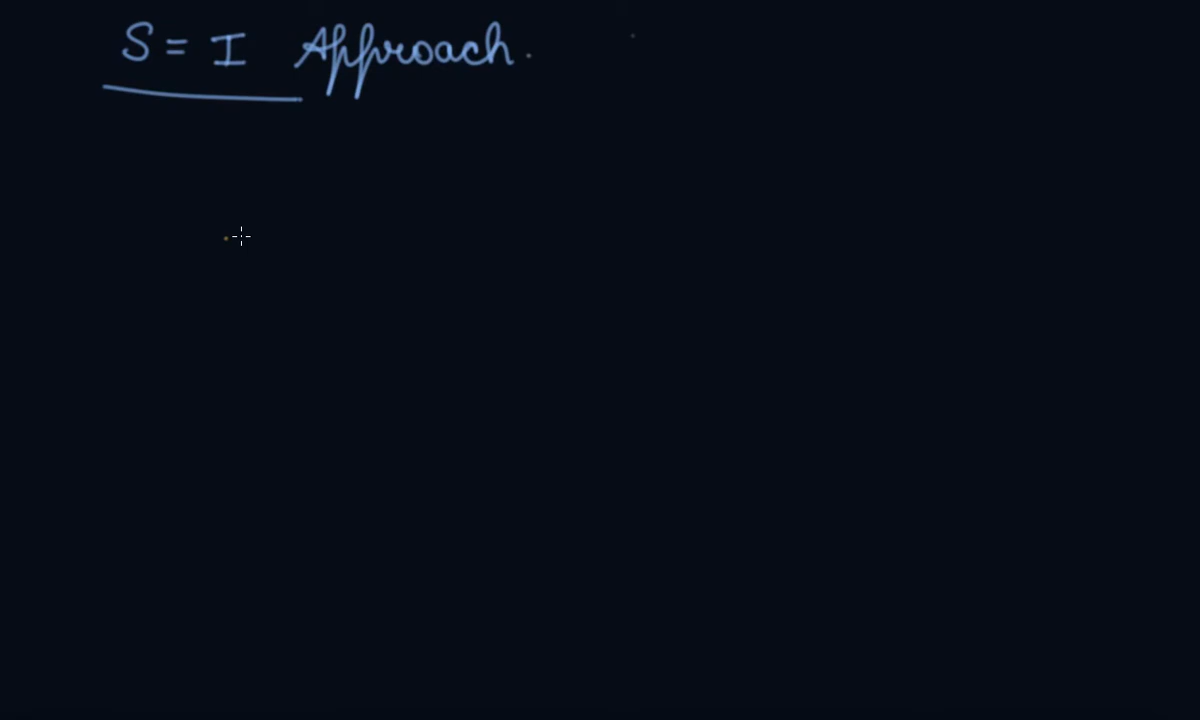 S = I Approach.